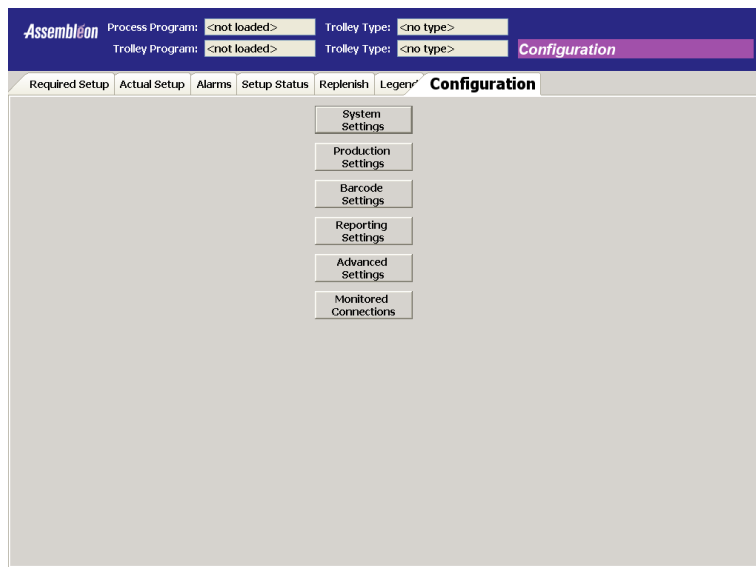 Assembléon Process Program: <not loaded> Trolley Type: <no type>
Trolley Program: <not loaded> Trolley Type: <no type> Configuration
Required Setup Actual Setup Alarms Setup Status Replenish Legend Configuration
System
Settings
Production
Settings
Barcode
Settings
Reporting
Settings
Advanced
Settings
Monitored
Connections